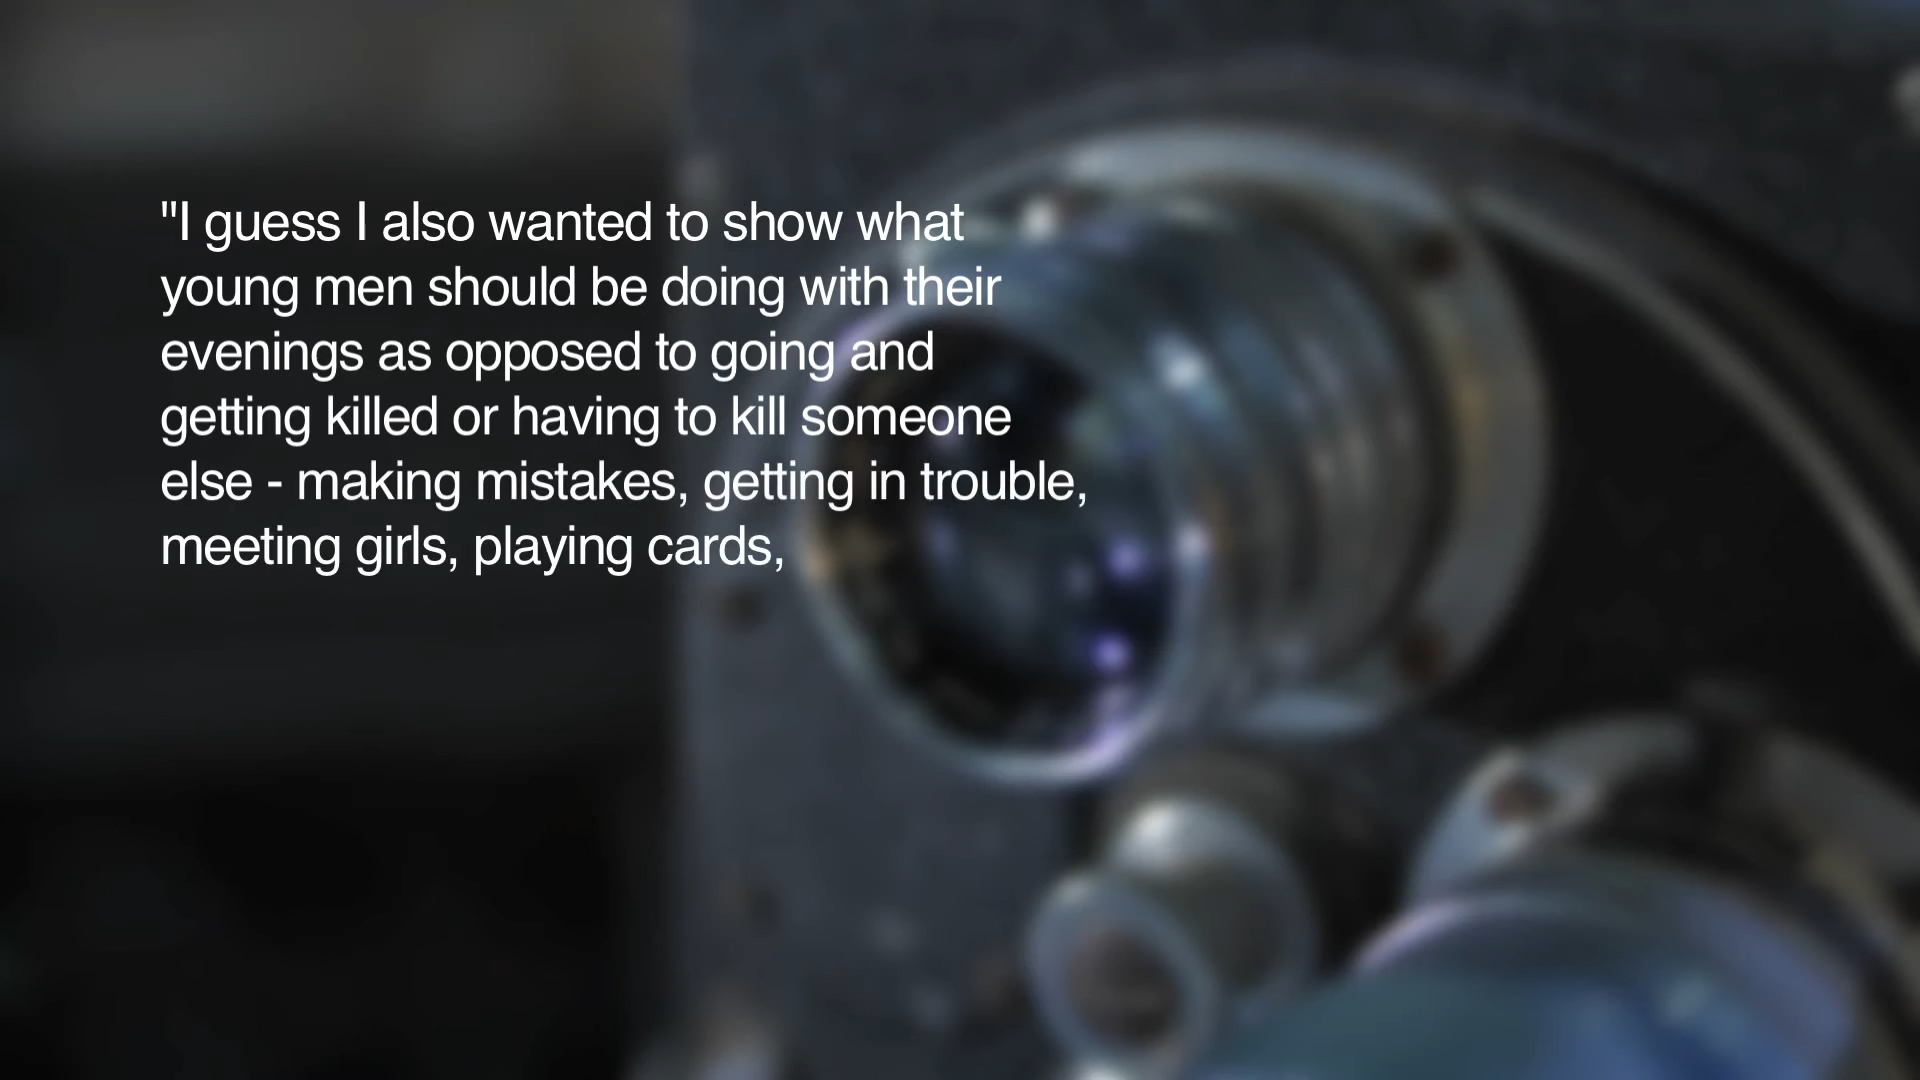 "I guess I also wanted to show what
young men should be doing with their
evenings as opposed to going and
getting killed or having to kill someone
else - making mistakes, getting in trouble,
meeting girls, playing cards,